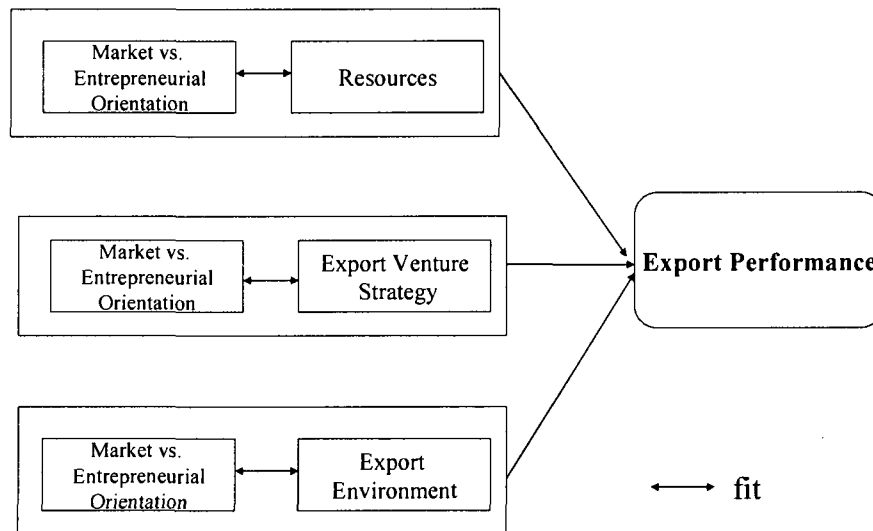 Market vs.
Entrepreneurial
Orientation
Resources
Market vs.
Entrepreneurial
Orientation
Export Venture
Strategy
Export Performance
Market vs.
Entrepreneurial
Orientation
Export
Environment
fit